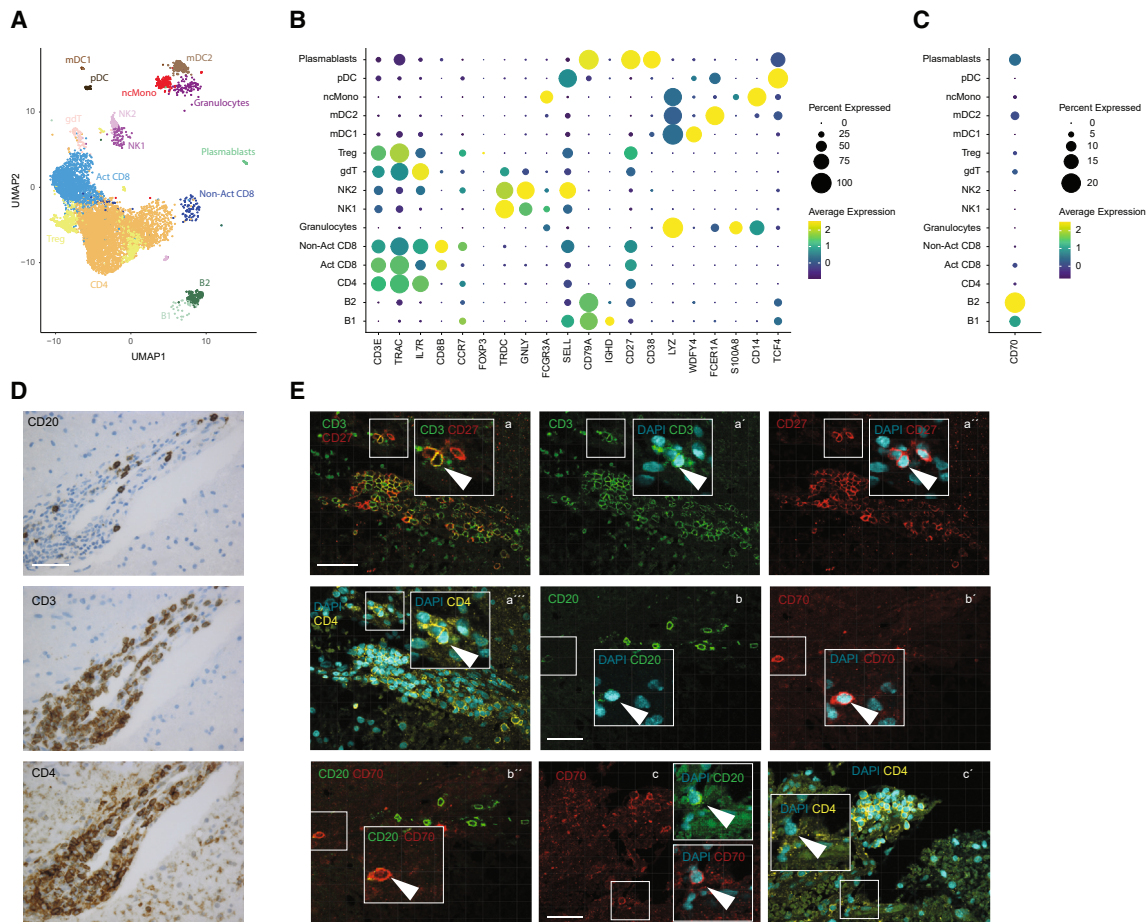 A
B
C
mDC1
mDC2
pDC
ncMono
Granulocytes
gdT
NK2
NK1
Plasmablasts
Act CD8
Non-Act CD8
Treg
CD4
B2
B1
10
0
−10
−10
0
10
UMAP2
UMAP1
Plasmablasts
pDC
ncMono
mDC2
mDC1
Treg
gdT
NK2
NK1
Granulocytes
Non-Act CD8
Act CD8
CD4
B2
B1
CD3E
TRAC
IL7R
CD8B
CCR7
FOXP3
TRDC
GNLY
FCGR3A
SELL
CD79A
IGHD
CD27
CD38
LYZ
WDFY4
FCER1A
S100A8
CD14
TCF4
Percent Expressed
0
25
50
75
100
Average Expression
2
1
0
Plasmablasts
pDC
ncMono
mDC2
mDC1
Treg
gdT
NK2
NK1
Granulocytes
Non-Act CD8
Act CD8
CD4
B2
B1
CD70
Percent Expressed
0
5
10
15
20
Average Expression
2
1
0
D
E
CD20
CD3
CD4
CD3
CD27
CD3 CD27
a
DAPI CD3
a´
CD27
DAPI CD27
a´´
DAPI
CD4
DAPI CD4
a´´´
CD20
b
DAPI CD20
CD70
b´
DAPI CD70
CD20 CD70
b´´
CD20 CD70
CD70
c
DAPI CD20
DAPI CD70
DAPI CD4
c´
DAPI CD4